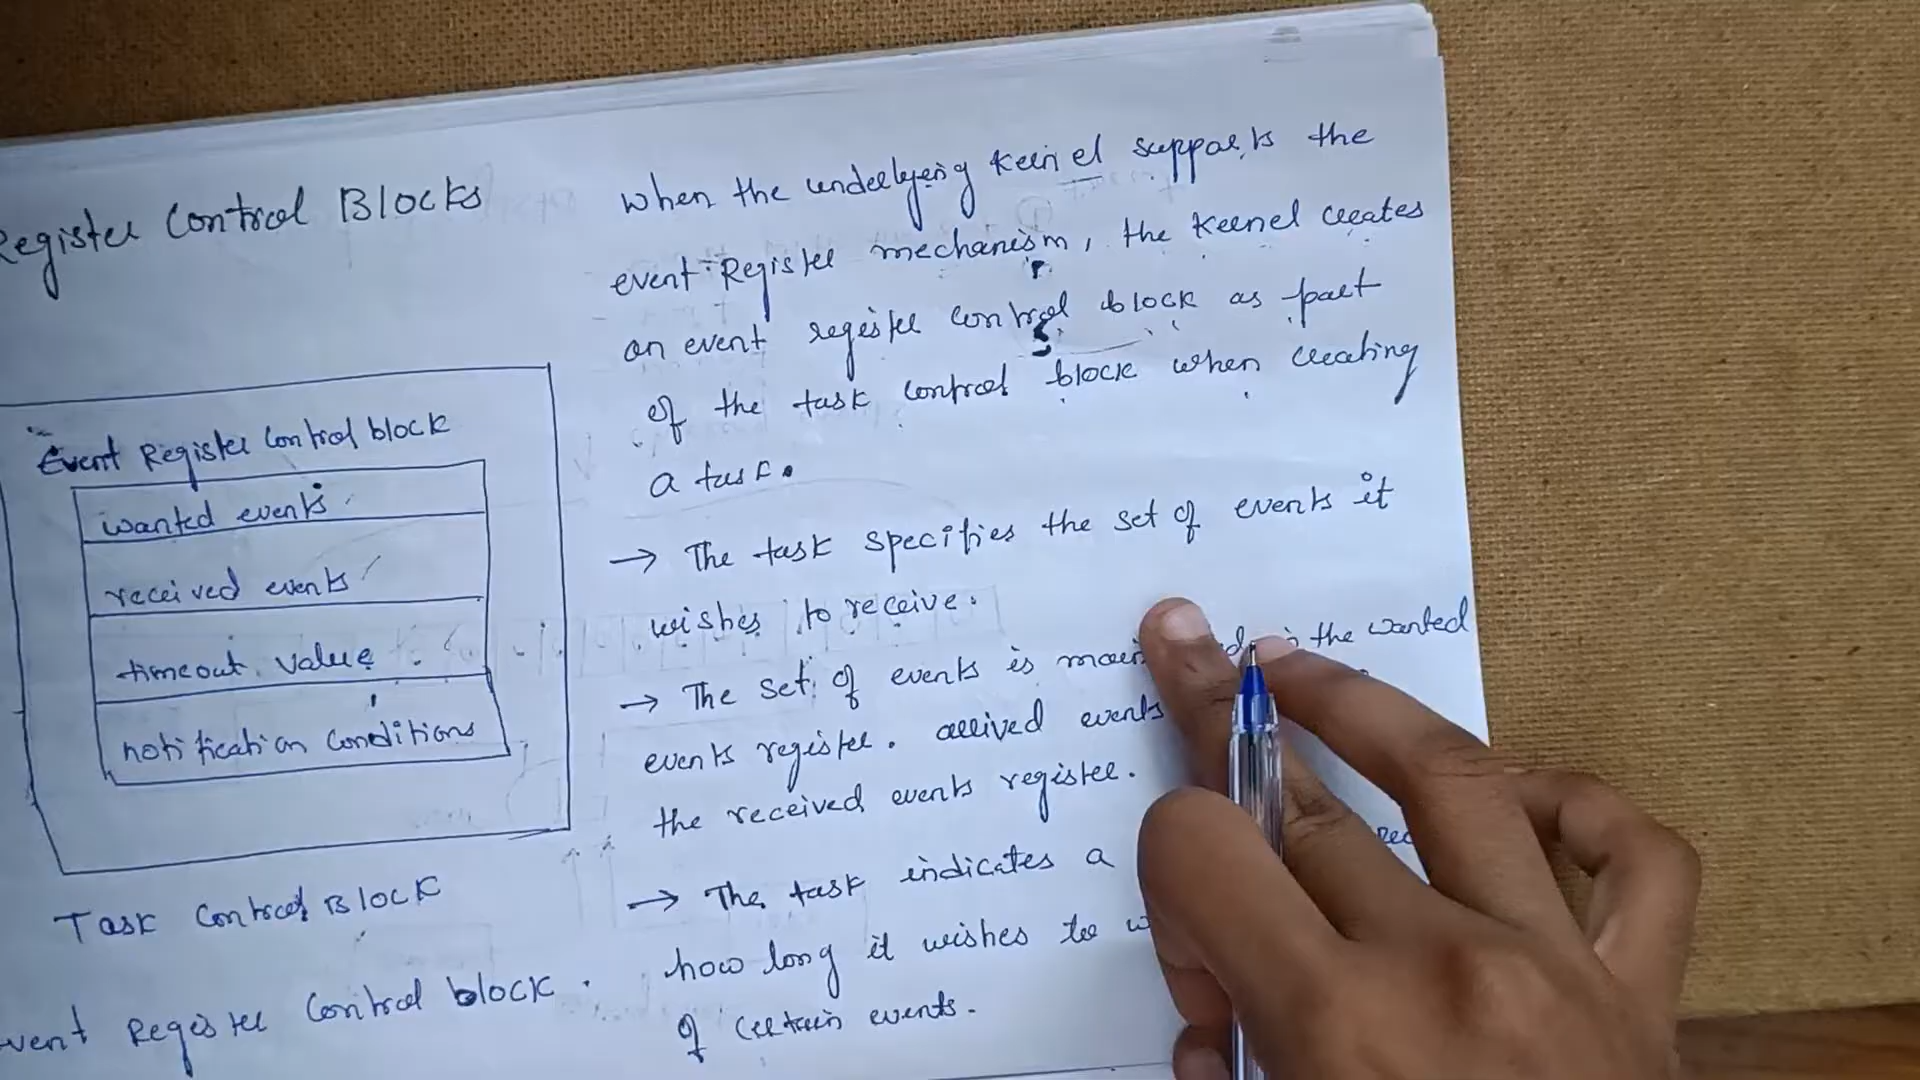 Register Control Blocks
Event Register Control block
wanted events
received events
timeout value
notification conditions
Task Control Block
Event Register Control block.
when the underlying Kernel supports the
event-Register mechanism, the Kernel creates
an event register control block as part
of the task control block when creating
a task.
→ The task specifies the set of events it
wishes to receive.
→ The set of events is the wanted
events register. arrived events
the received events register.
→ The task indicates a
how long it wishes to
of certain events.